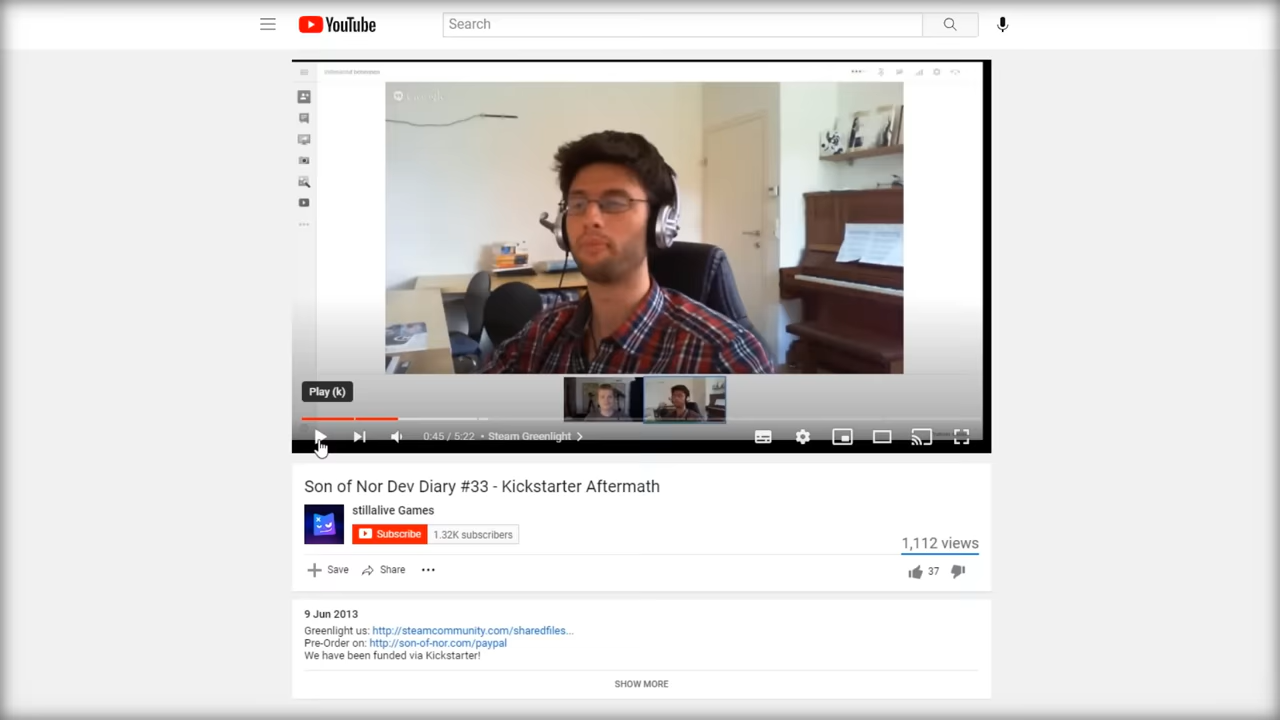 YouTube
Search
Play (k)
0:45 / 5:22 • Steam Greenlight
Son of Nor Dev Diary #33 - Kickstarter Aftermath
stillalive Games
Subscribe 1.32K subscribers
1,112 views
Save Share
37
9 Jun 2013
Greenlight us: http://steamcommunity.com/sharedfiles...
Pre-Order on: http://son-of-nor.com/paypal
We have been funded via Kickstarter!
SHOW MORE